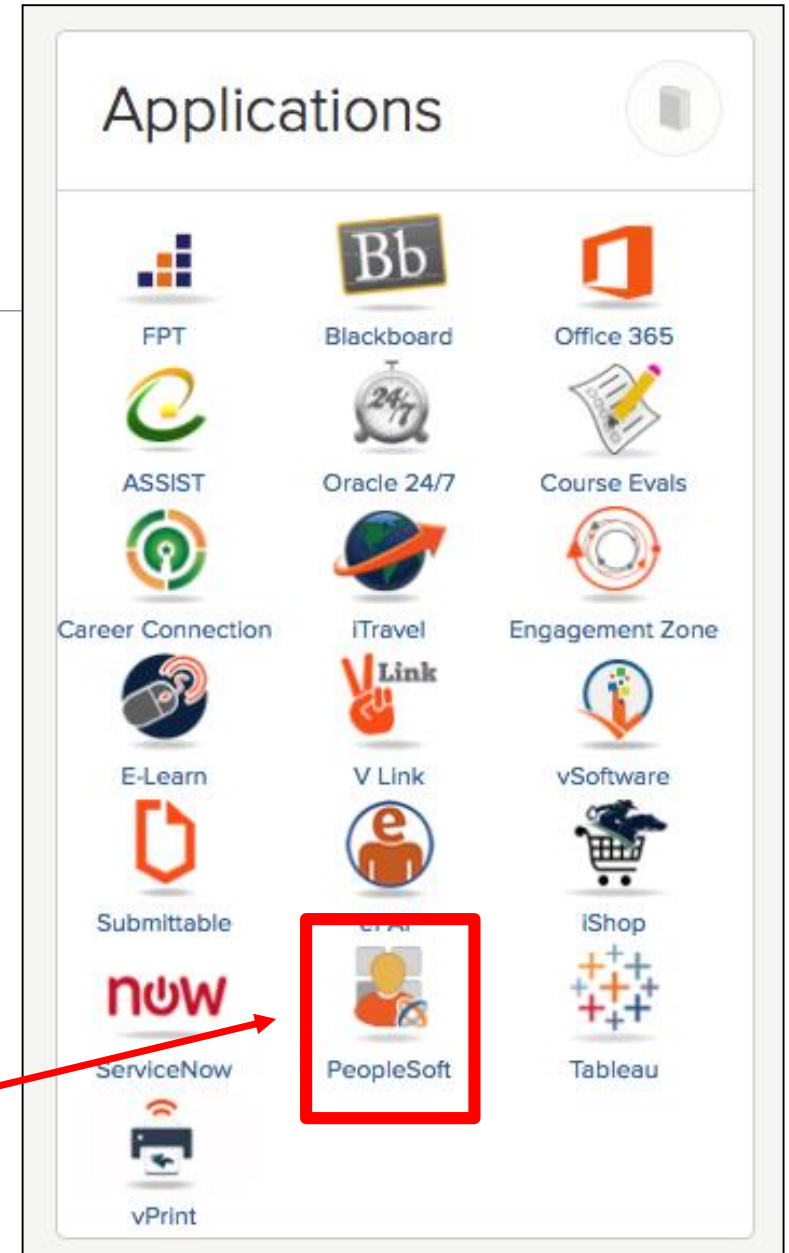 Applications
FPT Blackboard Office 365
Bb
24/7
ASSIST Oracle 24/7 Course Evals
Career Connection iTravel Engagement Zone
Link
E-Learn V Link vSoftware
e
Submittable iShop
now
ServiceNow PeopleSoft Tableau
vPrint